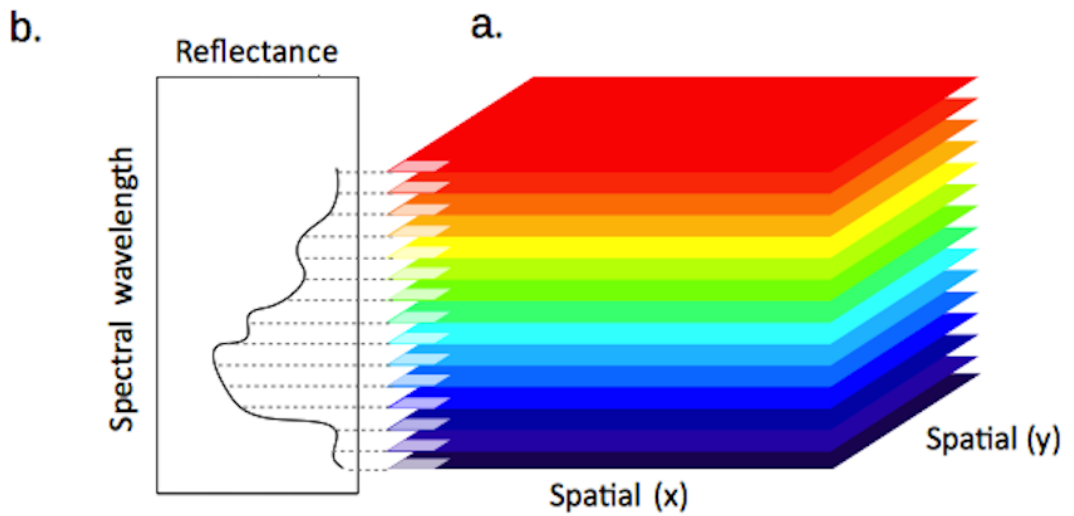 b.
a.
Reflectance
Spectral wavelength
Spatial (y)
Spatial (x)